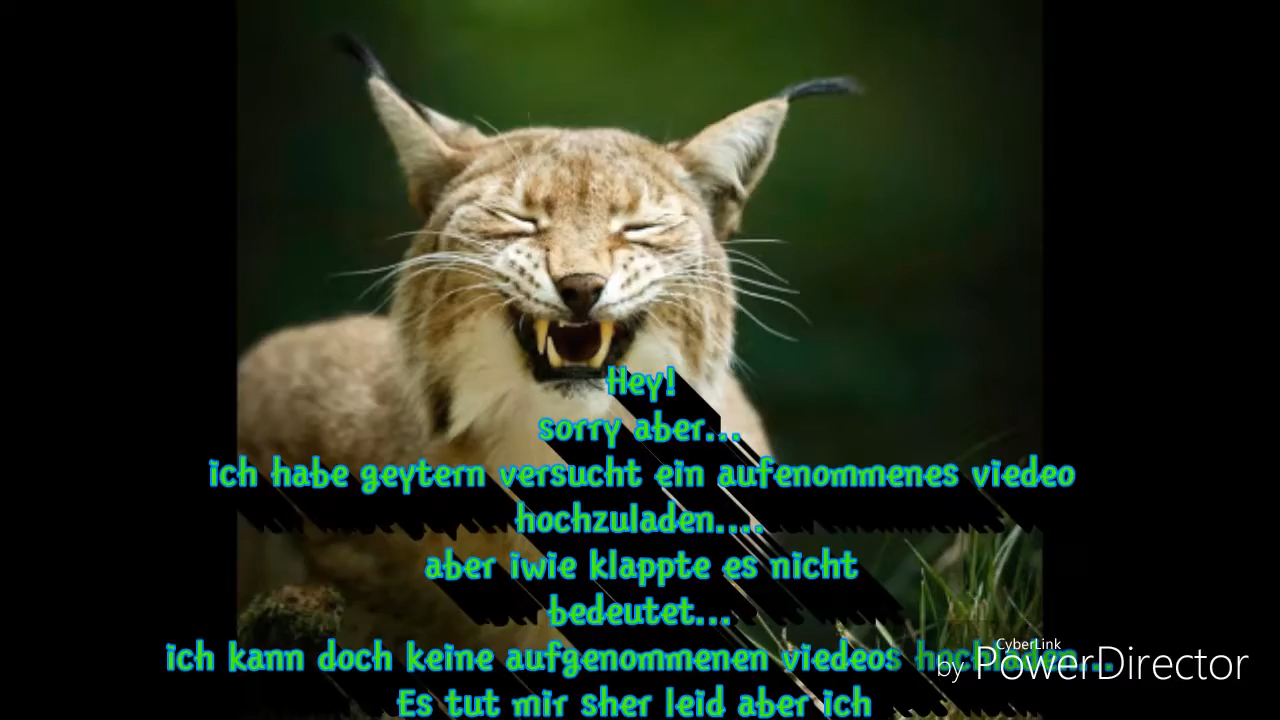 Hey!
sorry aber...
ich habe geytern versucht ein aufenommenes viedeo
hochzuladen....
aber iwie klappte es nicht
bedeutet...
ich kann doch keine aufgenommenen viedeos hochladen...
Es tut mir sher leid aber ich
CyberLink
by PowerDirector